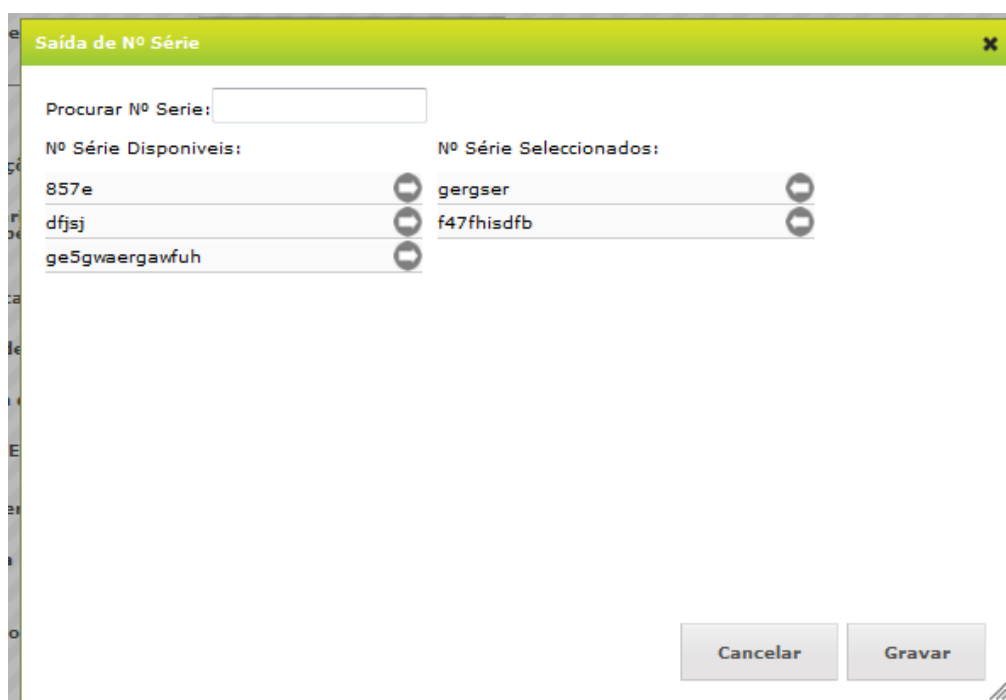 Saída de Nº Série
Procurar Nº Serie:
Nº Série Disponiveis:
Nº Série Seleccionados:
857e
gergser
dfjsj
f47fhisdfb
ge5gwaergawfuh
Cancelar
Gravar